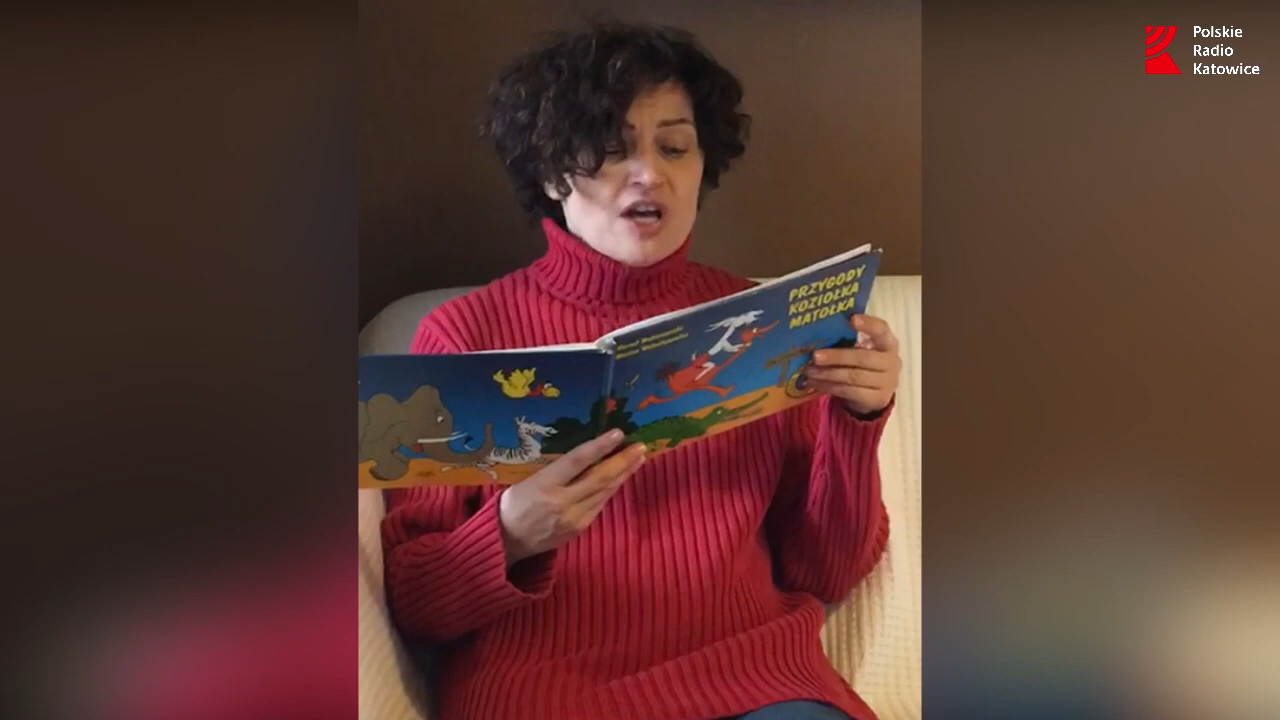 Polskie
Radio
Katowice
PRZYGODY
KOZIOŁKA
MATOŁKA